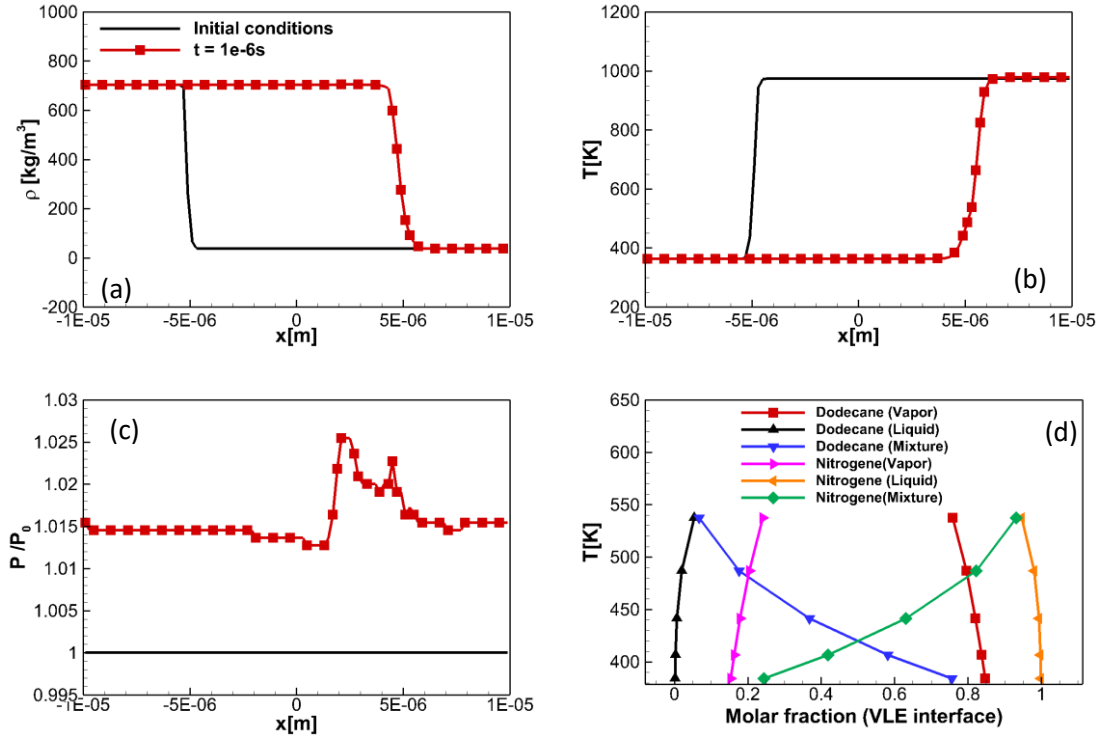 Initial conditions
t = 1e-6s
1000
800
600
400
200
0
-200
ρ [kg/m³]
(a)
-1E-05
-5E-06
0
5E-06
1E-05
x[m]
1200
1000
800
600
400
200
T[K]
(b)
-1E-05
-5E-06
0
5E-06
1E-05
x[m]
1.03
1.025
1.02
1.015
1.01
1.005
1
0.995
P /P₀
(c)
-1E-05
-5E-06
0
5E-06
1E-05
x[m]
650
600
550
500
450
400
T[K]
Dodecane (Vapor)
Dodecane (Liquid)
Dodecane (Mixture)
Nitrogene(Vapor)
Nitrogene (Liquid)
Nitrogene(Mixture)
(d)
0
0.2
0.4
0.6
0.8
1
Molar fraction (VLE interface)